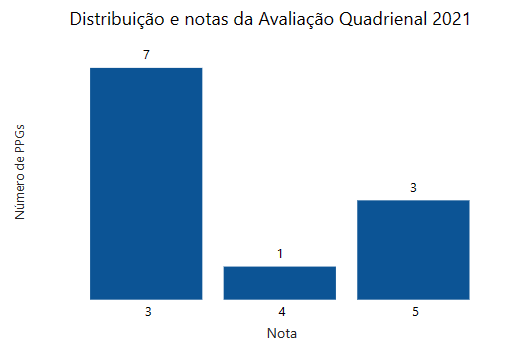 Distribuição e notas da Avaliação Quadrienal 2021
7
3
1
Número de PPGs
3
4
5
Nota